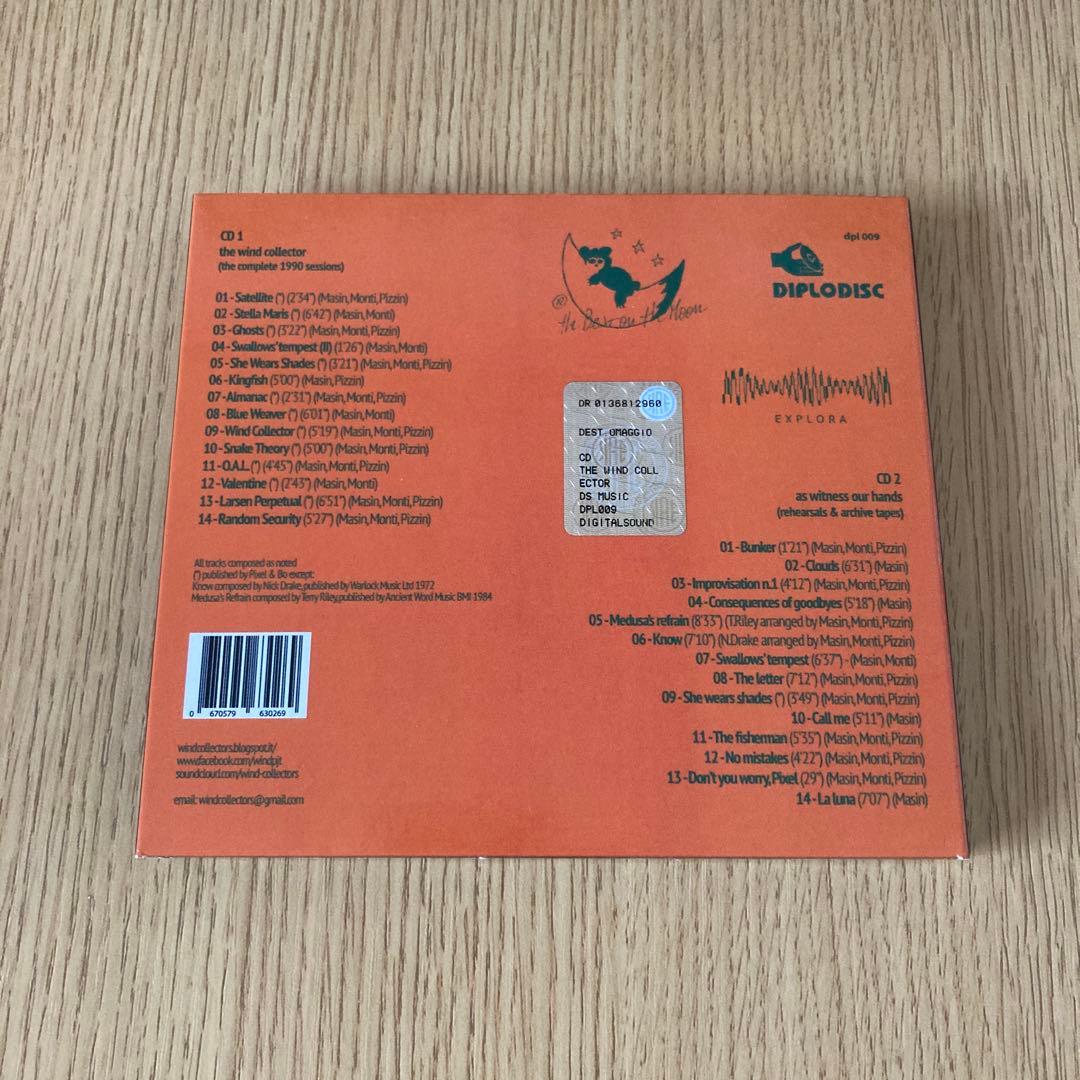 CD 1
the wind collector
(the complete 1990 sessions)
01 - Satellite (*) (2'34") (Masin, Monti, Pizzin)
02 - Stella Maris (*) (6'42") (Masin, Monti)
03 - Ghosts (*) (3'22") (Masin, Monti, Pizzin)
04 - Swallows' tempest (II) (1'26") (Masin, Monti)
05 - She Wears Shades (*) (3'21") (Masin, Monti, Pizzin)
06 - Kingfish (5'00") (Masin, Pizzin)
07 - Almanac (*) (2'31") (Masin, Monti, Pizzin)
08 - Blue Weaver (*) (6'01") (Masin, Monti)
09 - Wind Collector (*) (5'19") (Masin, Monti, Pizzin)
10 - Snake Theory (*) (5'00") (Masin, Monti, Pizzin)
11 - O.A.I... (*) (4'45") (Masin, Monti, Pizzin)
12 - Valentine (*) (2'43") (Masin, Monti)
13 - Larsen Perpetual (*) (6'51") (Masin, Monti, Pizzin)
14 - Random Security (5'27") (Masin, Monti, Pizzin)
All tracks composed as noted
(*) published by Pixel & Bo except:
Know composed by Nick Drake, published by Warlock Music Ltd 1972
Medusa's Refrain composed by Terry Riley, published by Ancient Word Music BMI 1984
0 670579 630269
windcollectors.blogspot.it/
www.facebook.com/windpjt
soundcloud.com/wind-collectors
email: windcollectors@gmail.com
®
The Bear on the Moon
dpl 009
DIPLODISC
EXPLORA
DR 0136812960
DEST.OMAGGIO
CD
THE WIND COLL
ECTOR
DS MUSIC
DPL009
DIGITALSOUND
CD 2
as witness our hands
(rehearsals & archive tapes)
01 - Bunker (1'21") (Masin, Monti, Pizzin)
02 - Clouds (6'31") (Masin)
03 - Improvisation n.1 (4'12") (Masin, Monti, Pizzin)
04 - Consequences of goodbyes (5'18") (Masin)
05 - Medusa's refrain (8'33") (T.Riley arranged by Masin, Monti, Pizzin)
06 - Know (7'10") (N.Drake arranged by Masin, Monti, Pizzin)
07 - Swallows' tempest (6'37") - (Masin, Monti)
08 - The letter (7'12") (Masin, Monti, Pizzin)
09 - She wears shades (*) (3'49") (Masin, Monti, Pizzin)
10 - Call me (5'11") (Masin)
11 - The fisherman (5'35") (Masin, Monti, Pizzin)
12 - No mistakes (4'22") (Masin, Monti, Pizzin)
13 - Don't you worry, Pixel (29") (Masin, Monti, Pizzin)
14 - La luna (7'07") (Masin)